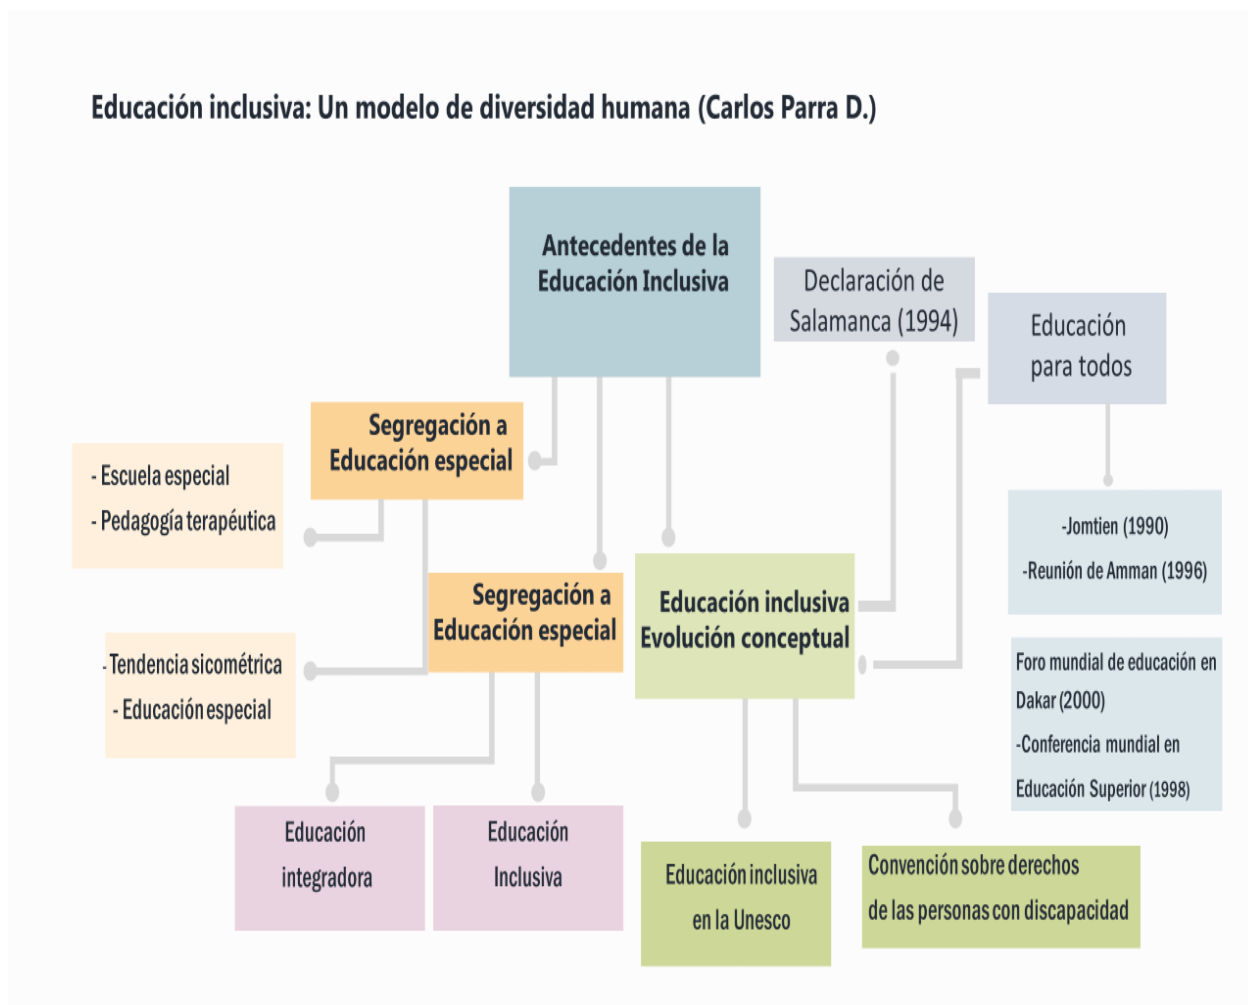 Educación inclusiva: Un modelo de diversidad humana (Carlos Parra D.)
Antecedentes de la
Educación Inclusiva
Declaración de
Salamanca (1994)
Educación
para todos
Segregación a
Educación especial
- Escuela especial
- Pedagogía terapéutica
-Jomtien (1990)
-Reunión de Amman (1996)
Segregación a
Educación especial
Educación inclusiva
Evolución conceptual
- Tendencia sicométrica
- Educación especial
Foro mundial de educación en
Dakar (2000)
-Conferencia mundial en
Educación Superior (1998)
Educación
integradora
Educación
Inclusiva
Educación inclusiva
en la Unesco
Convención sobre derechos
de las personas con discapacidad